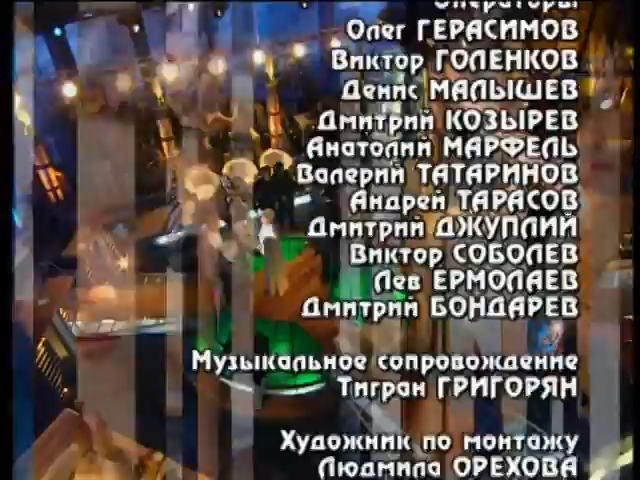 Операторы
Олег ГЕРАСИМОВ
Виктор ГОЛЕНКОВ
Денис МАЛЫШЕВ
Дмитрий КОЗЫРЕВ
Анатолий МАРФЕЛЬ
Валерий ТАТАРИНОВ
Андрей ТАРАСОВ
Дмитрий ДЖУПЛИЙ
Виктор СОБОЛЕВ
Лев ЕРМОЛАЕВ
Дмитрий БОНДАРЕВ
Музыкальное сопровождение
Тигран ГРИГОРЯН
Художник по монтажу
Людмила ОРЕХОВА